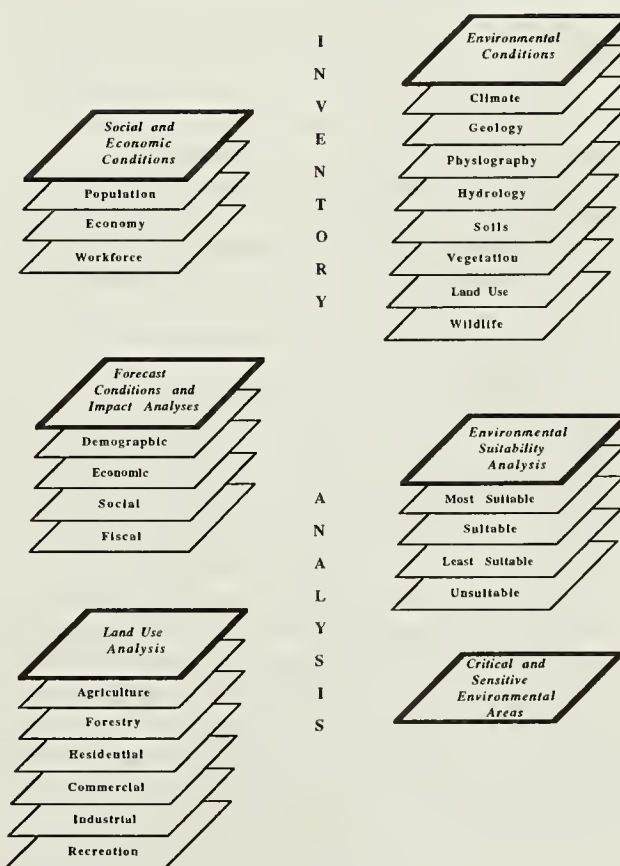 INVENTORY
Social and
Economic
Conditions
Population
Economy
Workforce
Environmental
Conditions
Climate
Geology
Physiography
Hydrology
Soils
Vegetation
Land Use
Wildlife
ANALYSIS
Forecast
Conditions and
Impact Analyses
Demographic
Economic
Social
Fiscal
Land Use
Analysis
Agriculture
Forestry
Residential
Commercial
Industrial
Recreation
Environmental
Suitability
Analysis
Most Suitable
Suitable
Least Suitable
Unsuitable
Critical and
Sensitive
Environmental
Areas